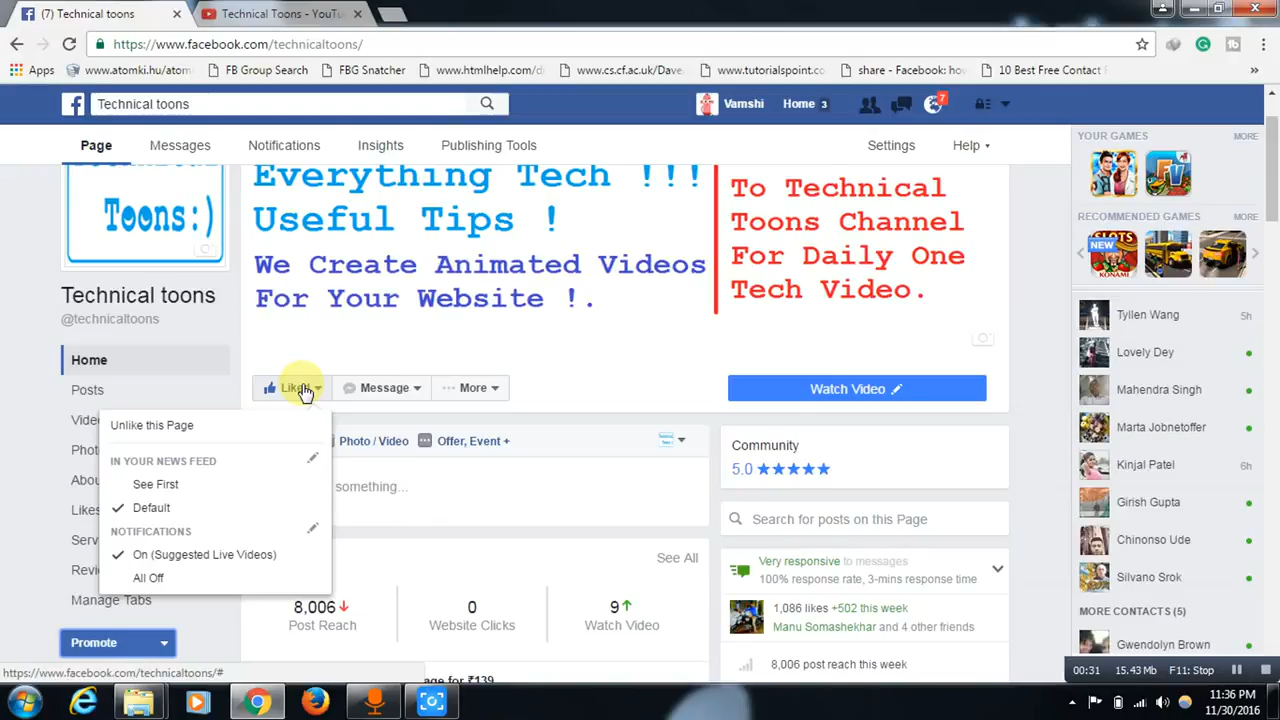 (7) Technical toons
Technical Toons - YouTu
https://www.facebook.com/technicaltoons/
Apps
www.atomki.hu/atom
FB Group Search
FBG Snatcher
www.htmlhelp.com/d
www.cs.cf.ac.uk/Dave
www.tutorialspoint.co
share - Facebook: ho
10 Best Free Contact F
Technical toons
Vamshi
Home 3
7
Page
Messages
Notifications
Insights
Publishing Tools
Settings
Help
Toons:)
Everything Tech !!!
Useful Tips !
We Create Animated Videos
For Your Website !.
To Technical
Toons Channel
For Daily One
Tech Video.
Technical toons
@technicaltoons
Home
Posts
Liked
Message
More
Watch Video
Unlike this Page
IN YOUR NEWS FEED
See First
Default
NOTIFICATIONS
On (Suggested Live Videos)
All Off
Manage Tabs
Promote
Photo / Video
Offer, Event +
something...
See All
8,006
Post Reach
0
Website Clicks
9
Watch Video
age for ₹139
Community
5.0
Search for posts on this Page
Very responsive to messages
100% response rate, 3-mins response time
1,086 likes +502 this week
Manu Somashekhar and 4 other friends
8,006 post reach this week
YOUR GAMES
MORE
RECOMMENDED GAMES
MORE
NEW
SLOTS
KONAMI
FV
Tyllen Wang
5h
Lovely Dey
Mahendra Singh
Marta Jobnetoffer
Kinjal Patel
6h
Girish Gupta
Chinonso Ude
Silvano Srok
MORE CONTACTS (5)
Gwendolyn Brown
https://www.facebook.com/technicaltoons/#
00:31
15.43 Mb
F11: Stop
11:36 PM
11/30/2016